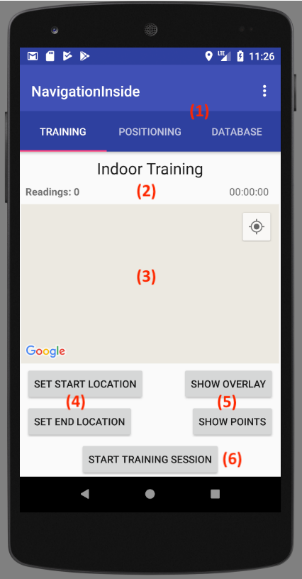 11:26
NavigationInside
(1)
TRAINING POSITIONING DATABASE
Indoor Training
Readings: 0 (2) 00:00:00
(3)
Google
SET START LOCATION SHOW OVERLAY
(4) (5)
SET END LOCATION SHOW POINTS
START TRAINING SESSION (6)